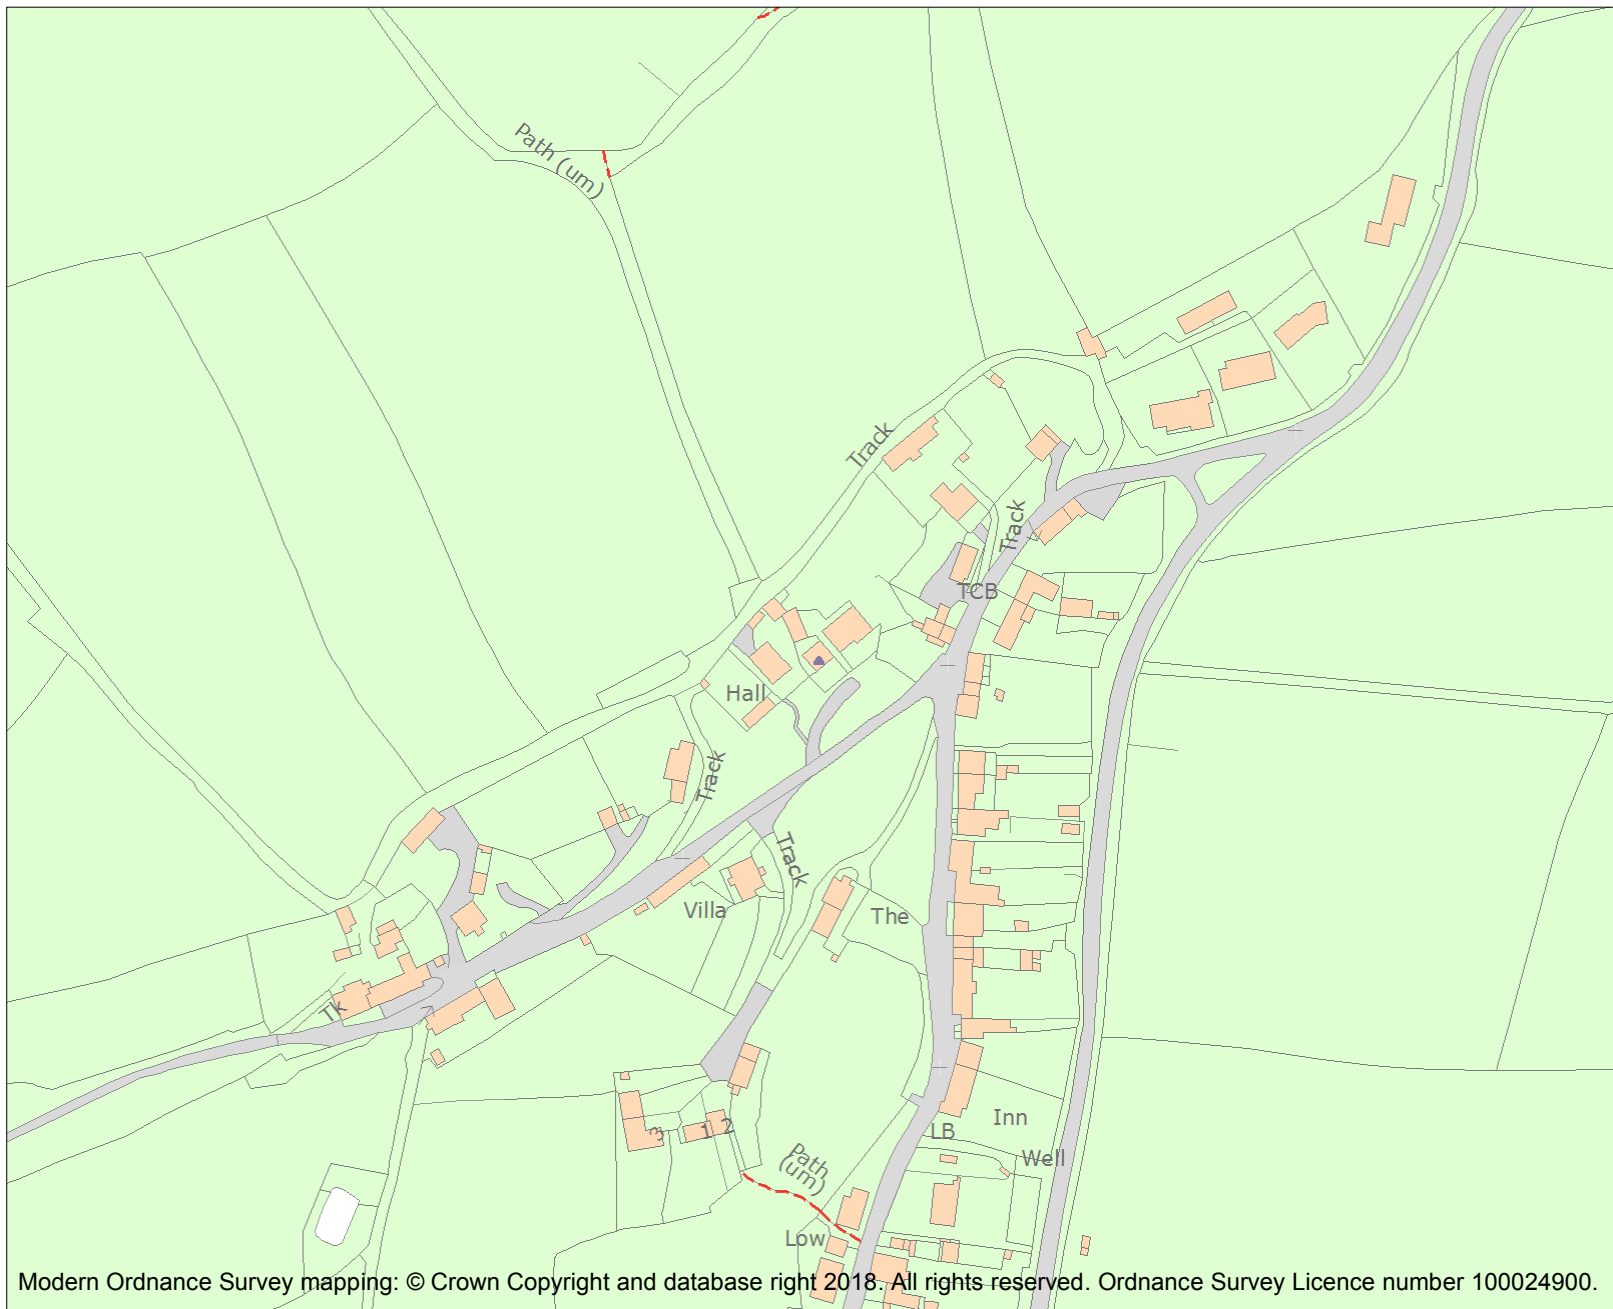 Path (um)
Track
Track
TCB
Hall
Track
Track
Villa
The
Tk
Inn
LB
3
1 2
Well
Path
(um)
Low
Modern Ordnance Survey mapping: © Crown Copyright and database right 2018. All rights reserved. Ordnance Survey Licence number 100024900.